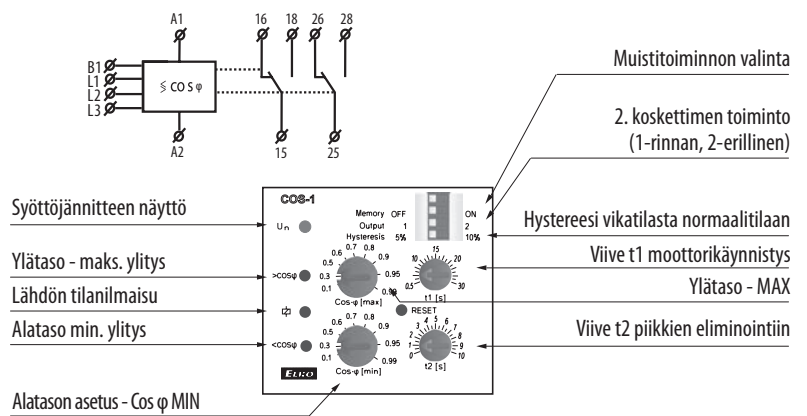 A1 16 18 26 28
B1
L1
L2
L3
≶ COS φ
A2 15 25
Muistitoiminnon valinta
2. koskettimen toiminto
(1-rinnan, 2-erillinen)
Hystereesi vikatilasta normaalitilaan
Viive t1 moottorikäynnistys
Ylätaso - MAX
Viive t2 piikkien eliminointiin
Syöttöjännitteen näyttö
Ylätaso - maks. ylitys
Lähdön tilanilmaisu
Alataso min. ylitys
Alatason asetus - Cos φ MIN
COS-1
Memory OFF ON
Output 1 2
Hysteresis 5% 10%
Un
>cosφ
0.1 0.3 0.5 0.6 0.7 0.8 0.9 0.95 0.99
Cos-φ [max]
0.5 5 10 15 20 25 30
t1 [s]
RESET
<cosφ
0.1 0.3 0.5 0.6 0.7 0.8 0.9 0.95 0.99
Cos-φ [min]
0 1 2 3 4 5 6 7 8 9 10
t2 [s]
ELKO